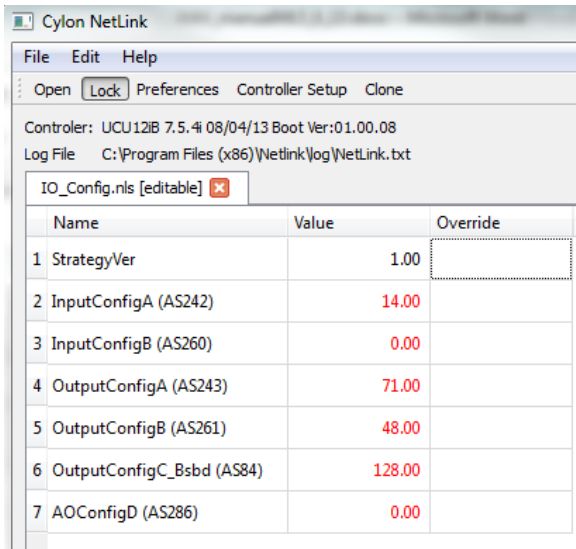 Cylon NetLink
File Edit Help
Open Lock Preferences Controller Setup Clone
Controler: UCU12iB 7.5.4i 08/04/13 Boot Ver:01.00.08
Log File C:\Program Files (x86)\Netlink\log\NetLink.txt
IO_Config.nls [editable]
Name Value Override
1 StrategyVer 1.00
2 InputConfigA (AS242) 14.00
3 InputConfigB (AS260) 0.00
4 OutputConfigA (AS243) 71.00
5 OutputConfigB (AS261) 48.00
6 OutputConfigC_Bsbd (AS84) 128.00
7 AOConfigD (AS286) 0.00